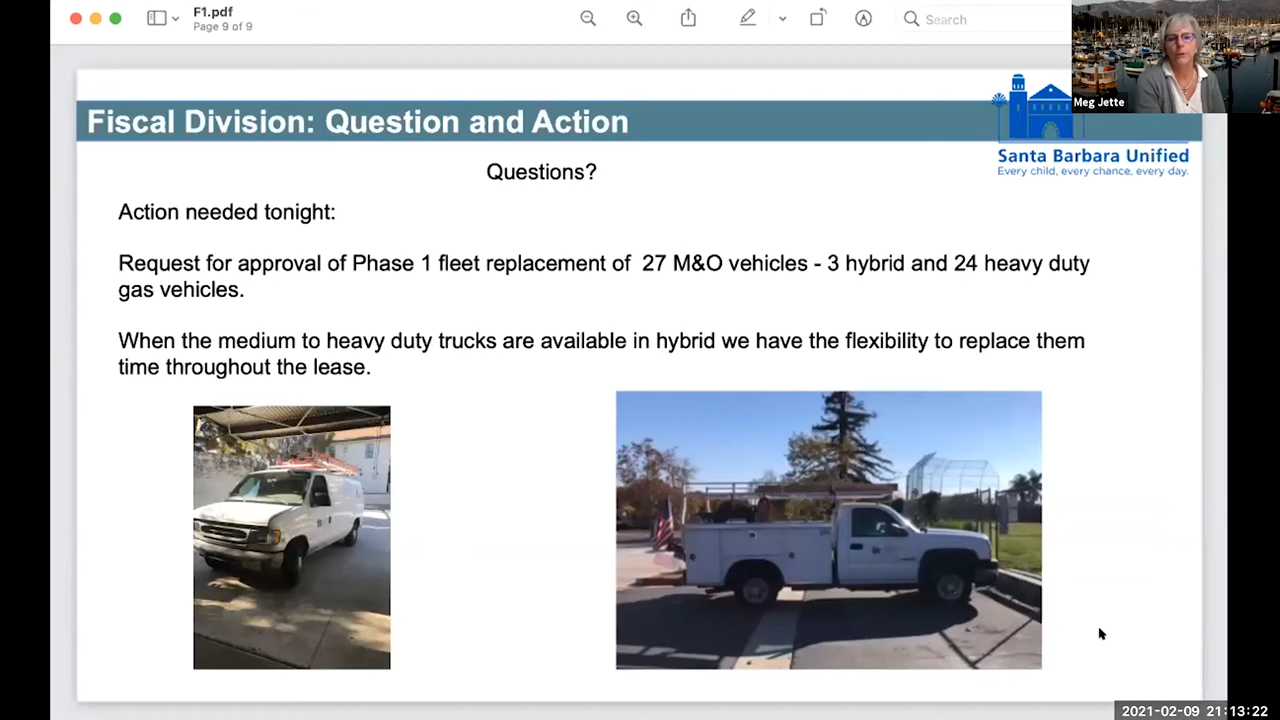 F1.pdf
Page 9 of 9
Search
Meg Jette
Fiscal Division: Question and Action
Santa Barbara Unified
Every child, every chance, every day.
Questions?
Action needed tonight:
Request for approval of Phase 1 fleet replacement of 27 M&O vehicles - 3 hybrid and 24 heavy duty
gas vehicles.
When the medium to heavy duty trucks are available in hybrid we have the flexibility to replace them
time throughout the lease.
2021-02-09 21:13:22